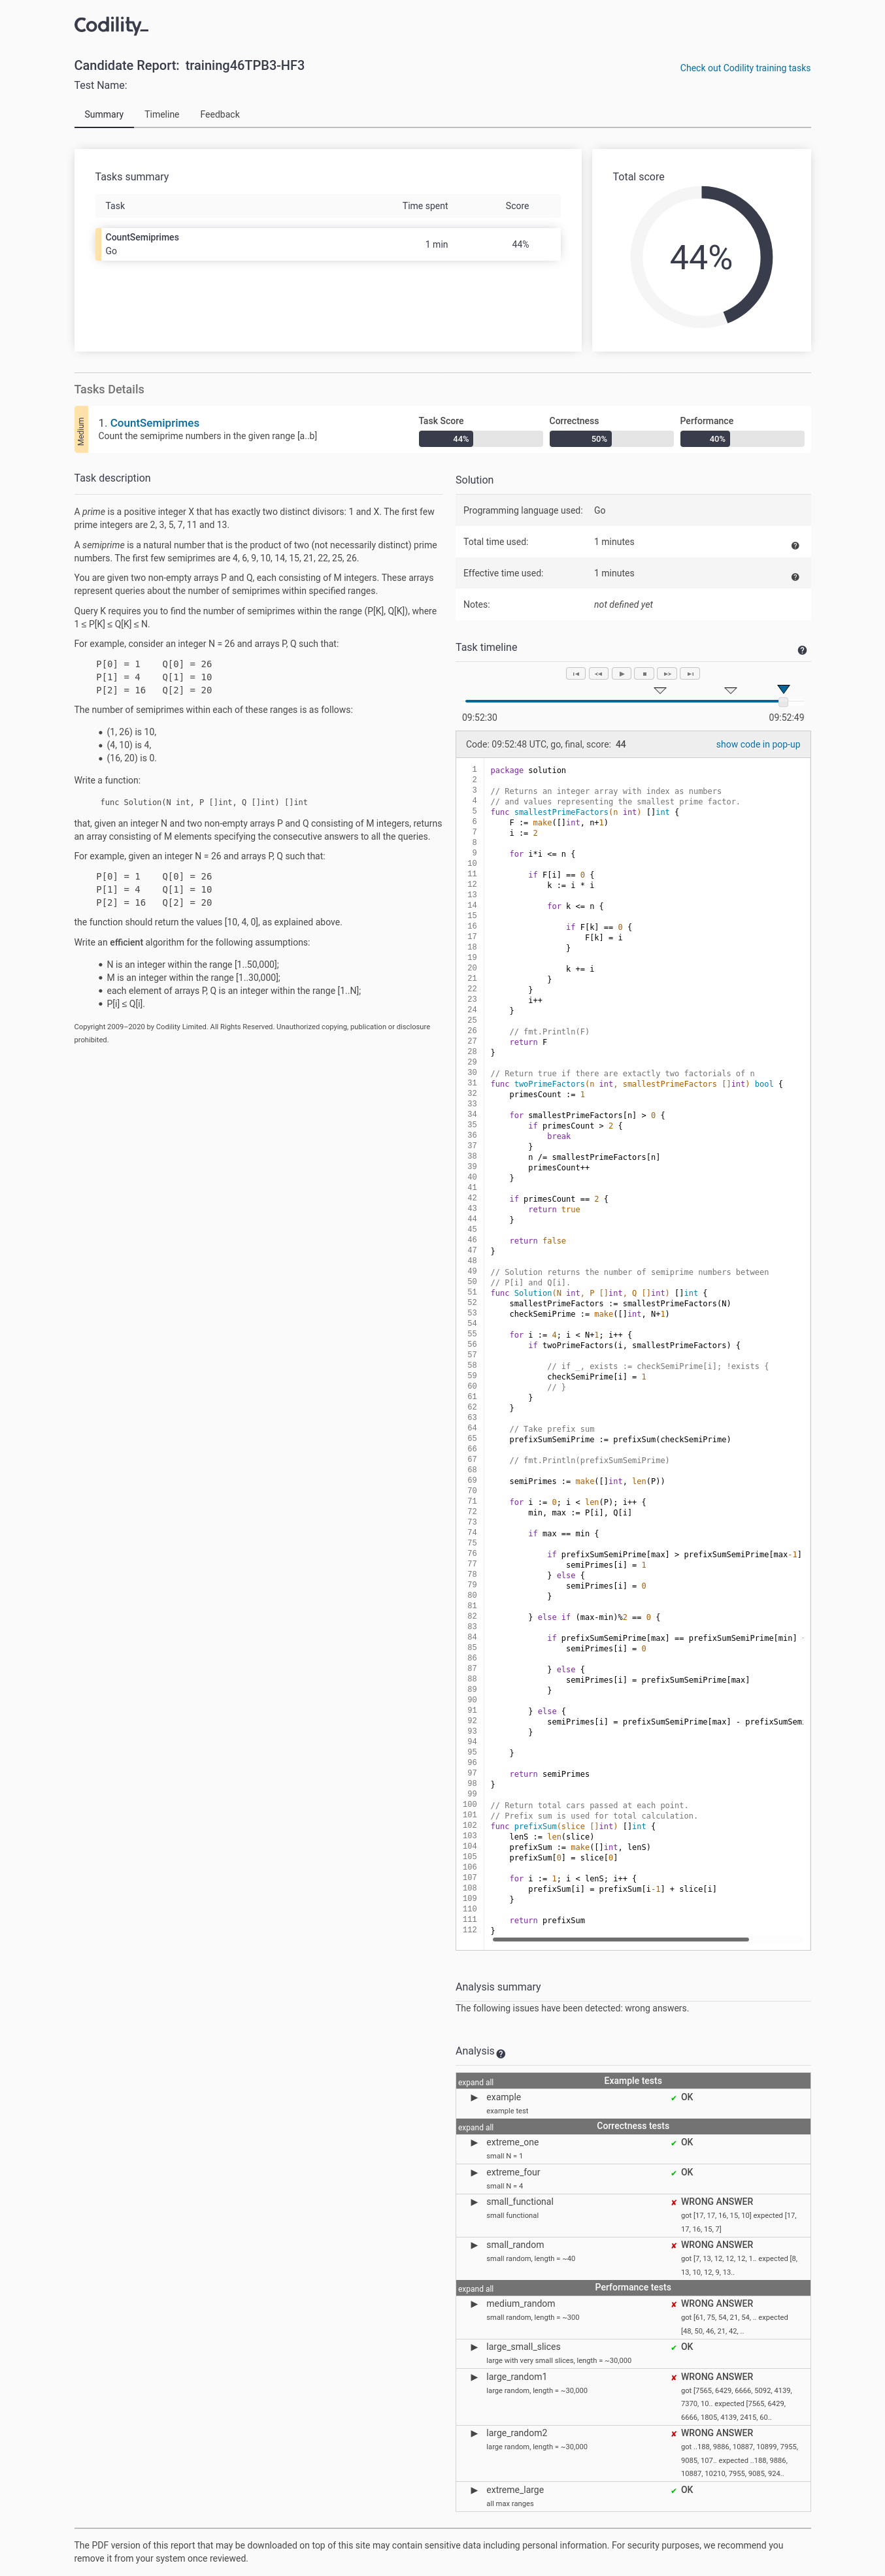 Codility_
Candidate Report: training46TPB3-HF3
Check out Codility training tasks
Test Name:
Summary Timeline Feedback
Tasks summary
Task Time spent Score
CountSemiprimes
Go
1 min 44%
Total score
44%
Tasks Details
Medium
1. CountSemiprimes
Count the semiprime numbers in the given range [a..b]
Task Score
44%
Correctness
50%
Performance
40%
Task description
A prime is a positive integer X that has exactly two distinct divisors: 1 and X. The first few
prime integers are 2, 3, 5, 7, 11 and 13.
A semiprime is a natural number that is the product of two (not necessarily distinct) prime
numbers. The first few semiprimes are 4, 6, 9, 10, 14, 15, 21, 22, 25, 26.
You are given two non-empty arrays P and Q, each consisting of M integers. These arrays
represent queries about the number of semiprimes within specified ranges.
Query K requires you to find the number of semiprimes within the range (P[K], Q[K]), where
1 ≤ P[K] ≤ Q[K] ≤ N.
For example, consider an integer N = 26 and arrays P, Q such that:
P[0] = 1 Q[0] = 26
P[1] = 4 Q[1] = 10
P[2] = 16 Q[2] = 20
The number of semiprimes within each of these ranges is as follows:
• (1, 26) is 10,
• (4, 10) is 4,
• (16, 20) is 0.
Write a function:
func Solution(N int, P []int, Q []int) []int
that, given an integer N and two non-empty arrays P and Q consisting of M integers, returns
an array consisting of M elements specifying the consecutive answers to all the queries.
For example, given an integer N = 26 and arrays P, Q such that:
P[0] = 1 Q[0] = 26
P[1] = 4 Q[1] = 10
P[2] = 16 Q[2] = 20
the function should return the values [10, 4, 0], as explained above.
Write an efficient algorithm for the following assumptions:
• N is an integer within the range [1..50,000];
• M is an integer within the range [1..30,000];
• each element of arrays P, Q is an integer within the range [1..N];
• P[i] ≤ Q[i].
Copyright 2009–2020 by Codility Limited. All Rights Reserved. Unauthorized copying, publication or disclosure
prohibited.
Solution
Programming language used: Go
Total time used: 1 minutes
Effective time used: 1 minutes
Notes: not defined yet
Task timeline
09:52:30 09:52:49
Code: 09:52:48 UTC, go, final, score: 44
show code in pop-up
1 package solution
2
3 // Returns an integer array with index as numbers
4 // and values representing the smallest prime factor.
5 func smallestPrimeFactors(n int) []int {
6 F := make([]int, n+1)
7 i := 2
8
9 for i*i <= n {
10
11 if F[i] == 0 {
12 k := i * i
13
14 for k <= n {
15
16 if F[k] == 0 {
17 F[k] = i
18 }
19
20 k += i
21 }
22 }
23 i++
24 }
25
26 // fmt.Println(F)
27 return F
28 }
29
30 // Return true if there are extactly two factorials of n
31 func twoPrimeFactors(n int, smallestPrimeFactors []int) bool {
32 primesCount := 1
33
34 for smallestPrimeFactors[n] > 0 {
35 if primesCount > 2 {
36 break
37 }
38 n /= smallestPrimeFactors[n]
39 primesCount++
40 }
41
42 if primesCount == 2 {
43 return true
44 }
45
46 return false
47 }
48
49 // Solution returns the number of semiprime numbers between
50 // P[i] and Q[i].
51 func Solution(N int, P []int, Q []int) []int {
52 smallestPrimeFactors := smallestPrimeFactors(N)
53 checkSemiPrime := make([]int, N+1)
54
55 for i := 4; i < N+1; i++ {
56 if twoPrimeFactors(i, smallestPrimeFactors) {
57
58 // if _, exists := checkSemiPrime[i]; !exists {
59 checkSemiPrime[i] = 1
60 // }
61 }
62 }
63
64 // Take prefix sum
65 prefixSumSemiPrime := prefixSum(checkSemiPrime)
66
67 // fmt.Println(prefixSumSemiPrime)
68
69 semiPrimes := make([]int, len(P))
70
71 for i := 0; i < len(P); i++ {
72 min, max := P[i], Q[i]
73
74 if max == min {
75
76 if prefixSumSemiPrime[max] > prefixSumSemiPrime[max-1]
77 semiPrimes[i] = 1
78 } else {
79 semiPrimes[i] = 0
80 }
81
82 } else if (max-min)%2 == 0 {
83
84 if prefixSumSemiPrime[max] == prefixSumSemiPrime[min] -
85 semiPrimes[i] = 0
86
87 } else {
88 semiPrimes[i] = prefixSumSemiPrime[max]
89 }
90
91 } else {
92 semiPrimes[i] = prefixSumSemiPrime[max] - prefixSumSem
93 }
94
95 }
96
97 return semiPrimes
98 }
99
100 // Return total cars passed at each point.
101 // Prefix sum is used for total calculation.
102 func prefixSum(slice []int) []int {
103 lenS := len(slice)
104 prefixSum := make([]int, lenS)
105 prefixSum[0] = slice[0]
106
107 for i := 1; i < lenS; i++ {
108 prefixSum[i] = prefixSum[i-1] + slice[i]
109 }
110
111 return prefixSum
112 }
Analysis summary
The following issues have been detected: wrong answers.
Analysis
expand all Example tests
▶ example ✔ OK
example test
expand all Correctness tests
▶ extreme_one ✔ OK
small N = 1
▶ extreme_four ✔ OK
small N = 4
▶ small_functional ✘ WRONG ANSWER
small functional got [17, 17, 16, 15, 10] expected [17,
17, 16, 15, 7]
▶ small_random ✘ WRONG ANSWER
small random, length = ~40 got [7, 13, 12, 12, 12, 1.. expected [8,
13, 10, 12, 9, 13..
expand all Performance tests
▶ medium_random ✘ WRONG ANSWER
small random, length = ~300 got [61, 75, 54, 21, 54, .. expected
[48, 50, 46, 21, 42, ..
▶ large_small_slices ✔ OK
large with very small slices, length = ~30,000
▶ large_random1 ✘ WRONG ANSWER
large random, length = ~30,000 got [7565, 6429, 6666, 5092, 4139,
7370, 10.. expected [7565, 6429,
6666, 1805, 4139, 2415, 60..
▶ large_random2 ✘ WRONG ANSWER
large random, length = ~30,000 got ..188, 9886, 10887, 10899, 7955,
9085, 107.. expected ..188, 9886,
10887, 10210, 7955, 9085, 924..
▶ extreme_large ✔ OK
all max ranges
The PDF version of this report that may be downloaded on top of this site may contain sensitive data including personal information. For security purposes, we recommend you
remove it from your system once reviewed.